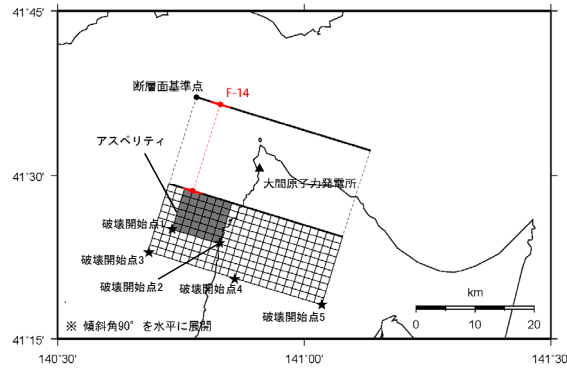 41°45'
断層面基準点
F-14
アスペリティ
41°30'
大間原子力発電所
破壊開始点1
破壊開始点3
破壊開始点2
破壊開始点4
破壊開始点5
km
0 10 20
※ 傾斜角90°を水平に展開
41°15'
140°30' 141°00' 141°30'